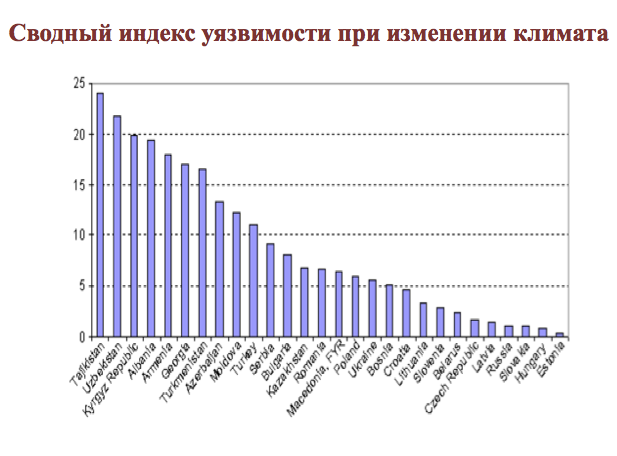 Сводный индекс уязвимости при изменении климата
25
20
15
10
5
0
Tajikistan
Uzbekistan
Kyrgyz Republic
Albania
Armenia
Georgia
Turkmenistan
Azerbaijan
Moldova
Turkey
Serbia
Bulgaria
Kazakhstan
Romania
Macedonia, FYR
Poland
Ukraine
Bosnia
Croatia
Lithuania
Slovenia
Belarus
Czech Republic
Latvia
Russia
Slovakia
Hungary
Estonia